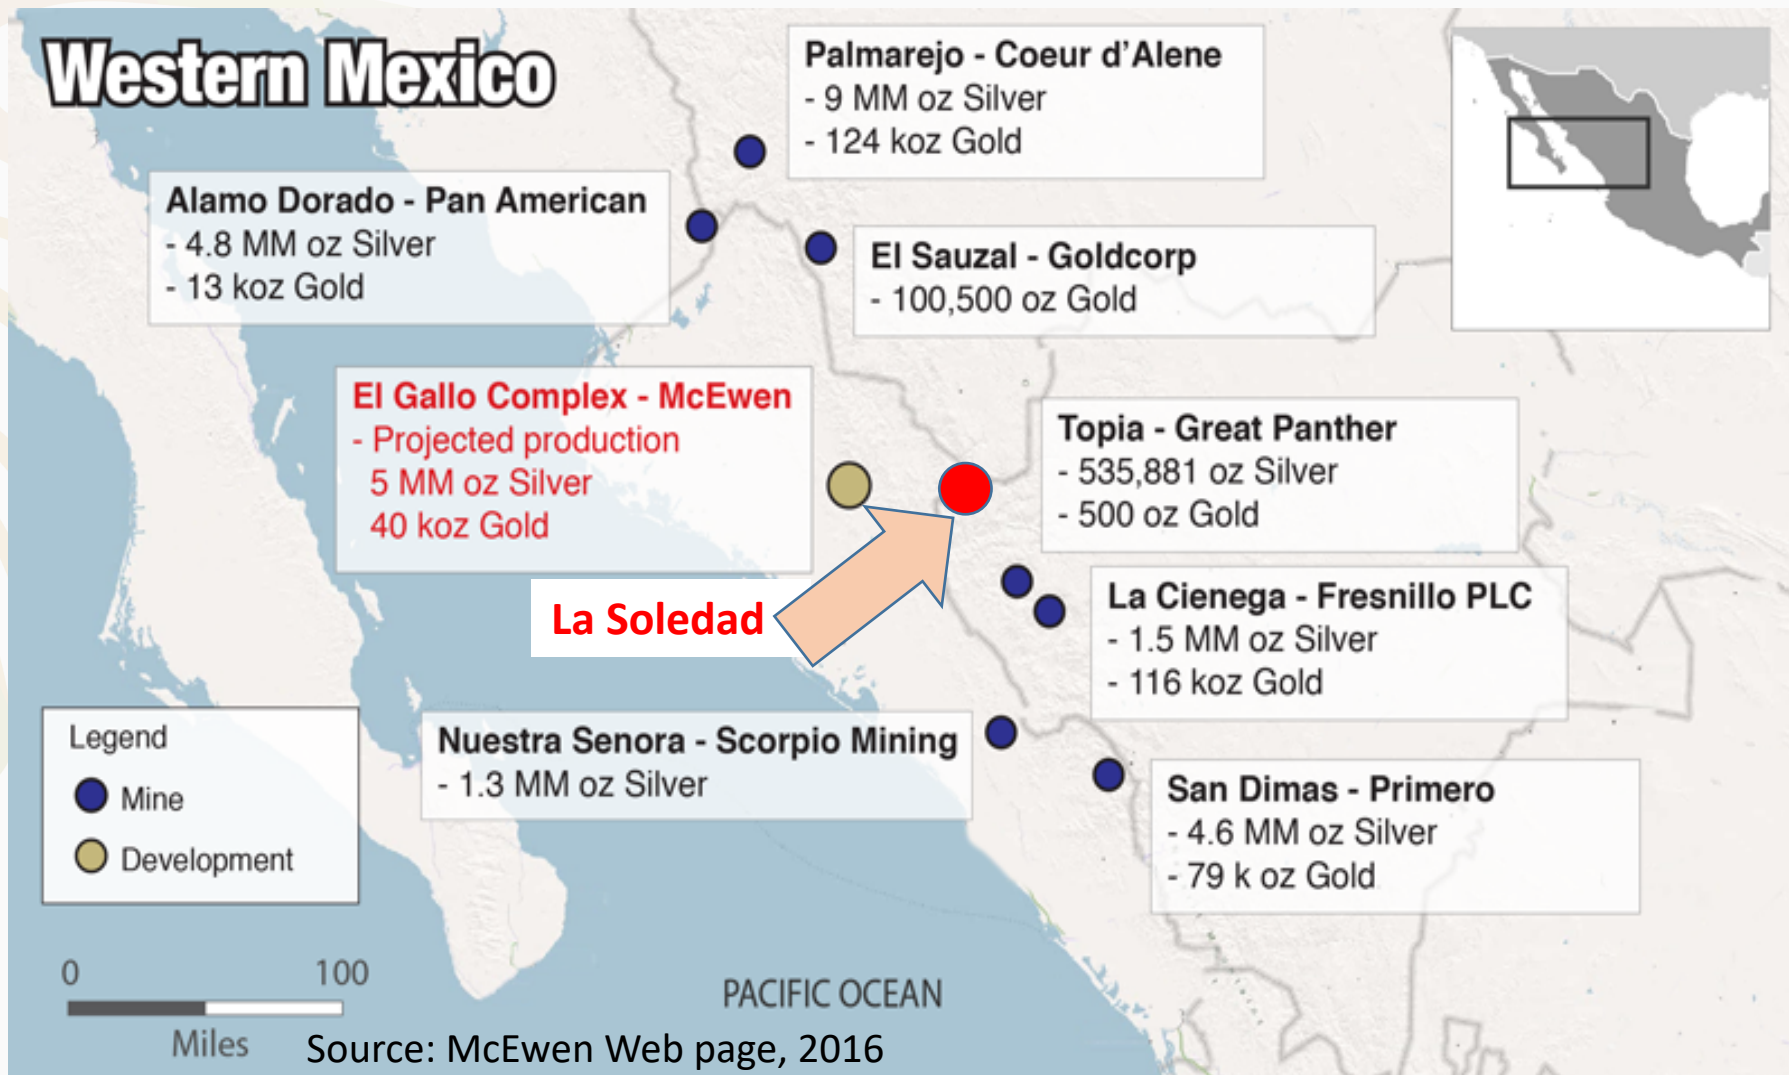 Western Mexico
Palmarejo - Coeur d'Alene
- 9 MM oz Silver
- 124 koz Gold
Alamo Dorado - Pan American
- 4.8 MM oz Silver
- 13 koz Gold
El Sauzal - Goldcorp
- 100,500 oz Gold
El Gallo Complex - McEwen
- Projected production
5 MM oz Silver
40 koz Gold
Topia - Great Panther
- 535,881 oz Silver
- 500 oz Gold
La Soledad
La Cienega - Fresnillo PLC
- 1.5 MM oz Silver
- 116 koz Gold
Nuestra Senora - Scorpio Mining
- 1.3 MM oz Silver
San Dimas - Primero
- 4.6 MM oz Silver
- 79 k oz Gold
Legend
Mine
Development
0 100
Miles
PACIFIC OCEAN
Source: McEwen Web page, 2016